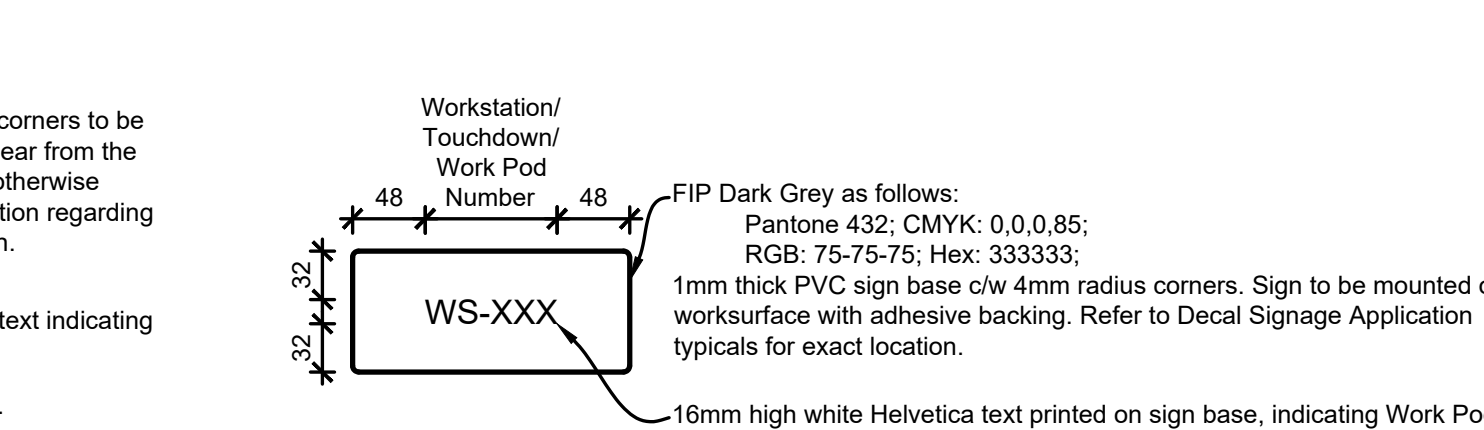 corners to be
ear from the
otherwise
tion regarding
n.
text indicating
Workstation/
Touchdown/
Work Pod
Number
48
48
32
32
WS-XXX
FIP Dark Grey as follows:
Pantone 432; CMYK: 0,0,0,85;
RGB: 75-75-75; Hex: 333333;
1mm thick PVC sign base c/w 4mm radius corners. Sign to be mounted
worksurface with adhesive backing. Refer to Decal Signage Application
typicals for exact location.
16mm high white Helvetica text printed on sign base, indicating Work Po